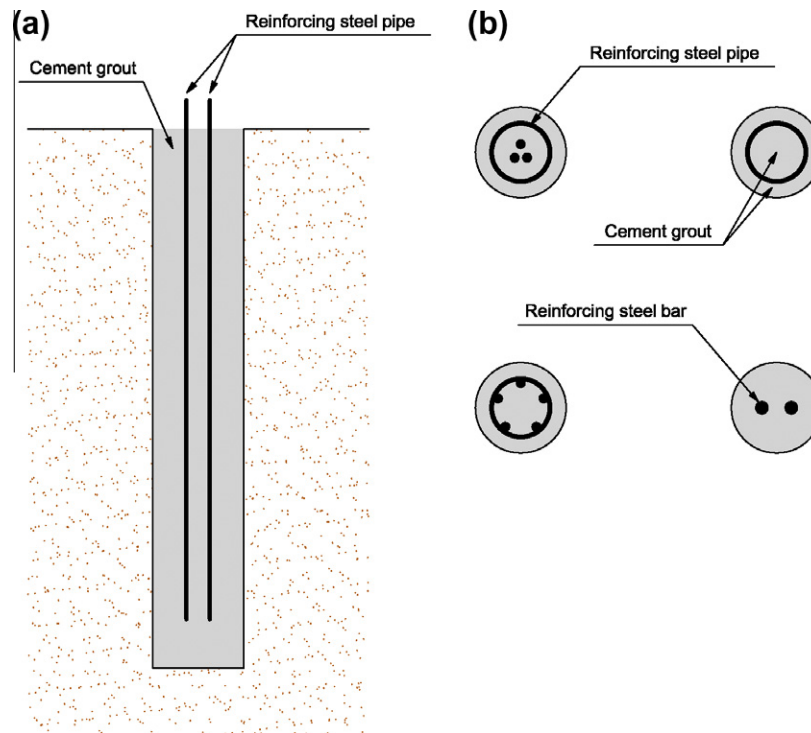 (a)
Reinforcing steel pipe
Cement grout
(b)
Reinforcing steel pipe
Cement grout
Reinforcing steel bar